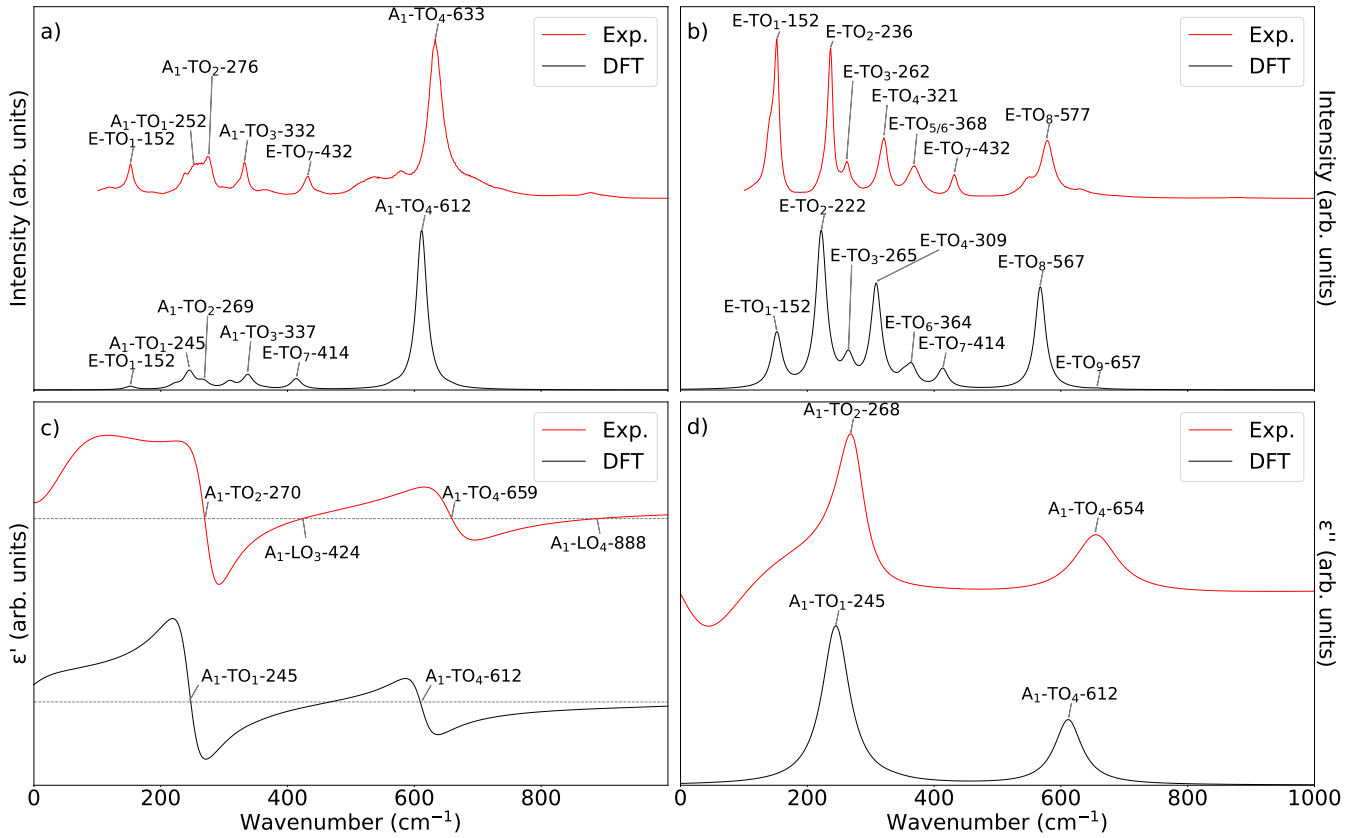 a)
Intensity (arb. units)
Exp.
DFT
A₁-TO₄-633
A₁-TO₂-276
A₁-TO₁-252
E-TO₁-152
A₁-TO₃-332
E-TO₇-432
A₁-TO₄-612
A₁-TO₂-269
A₁-TO₁-245
E-TO₁-152
A₁-TO₃-337
E-TO₇-414
b)
Intensity (arb. units)
Exp.
DFT
E-TO₁-152
E-TO₂-236
E-TO₃-262
E-TO₄-321
E-TO₅/₆-368
E-TO₇-432
E-TO₈-577
E-TO₂-222
E-TO₃-265
E-TO₄-309
E-TO₁-152
E-TO₆-364
E-TO₇-414
E-TO₈-567
E-TO₉-657
c)
ε' (arb. units)
Exp.
DFT
A₁-TO₂-270
A₁-TO₄-659
A₁-LO₃-424
A₁-LO₄-888
A₁-TO₁-245
A₁-TO₄-612
0 200 400 600 800
Wavenumber (cm⁻¹)
d)
ε'' (arb. units)
Exp.
DFT
A₁-TO₂-268
A₁-TO₄-654
A₁-TO₁-245
A₁-TO₄-612
0 200 400 600 800 1000
Wavenumber (cm⁻¹)